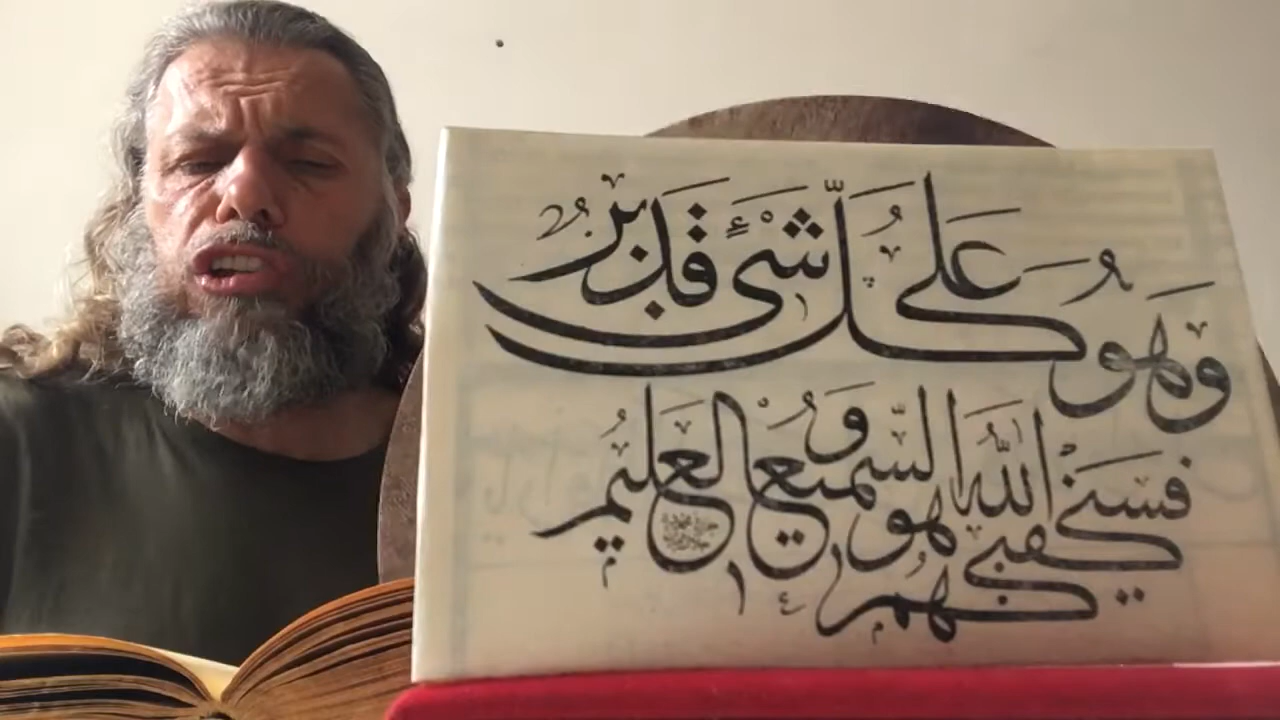 وَهُوَ عَلَى كُلِّ شَيْءٍ قَدِيرٌ
فَسَيَكْفِيكَهُمُ اللَّهُ وَهُوَ السَّمِيعُ الْعَلِيمُ